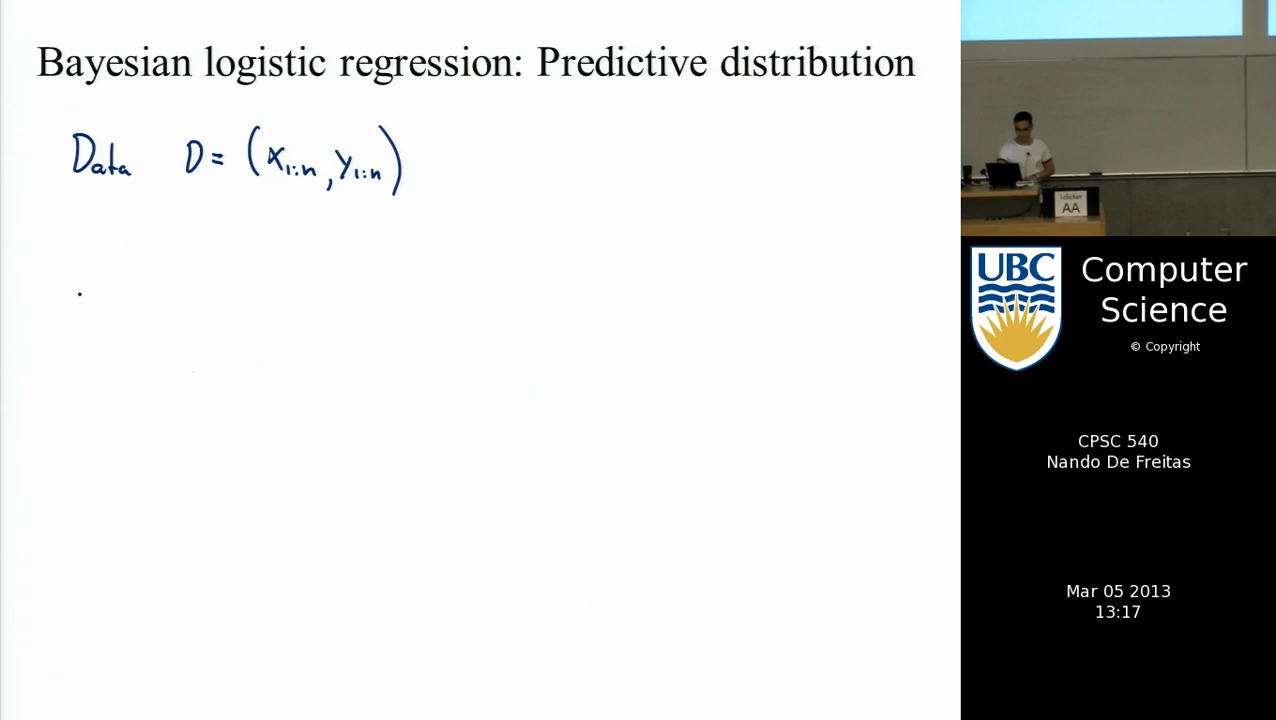 Bayesian logistic regression: Predictive distribution
Data D = (x₁:ₙ, y₁:ₙ)
AA
UBC
Computer
Science
© Copyright
CPSC 540
Nando De Freitas
Mar 05 2013
13:17